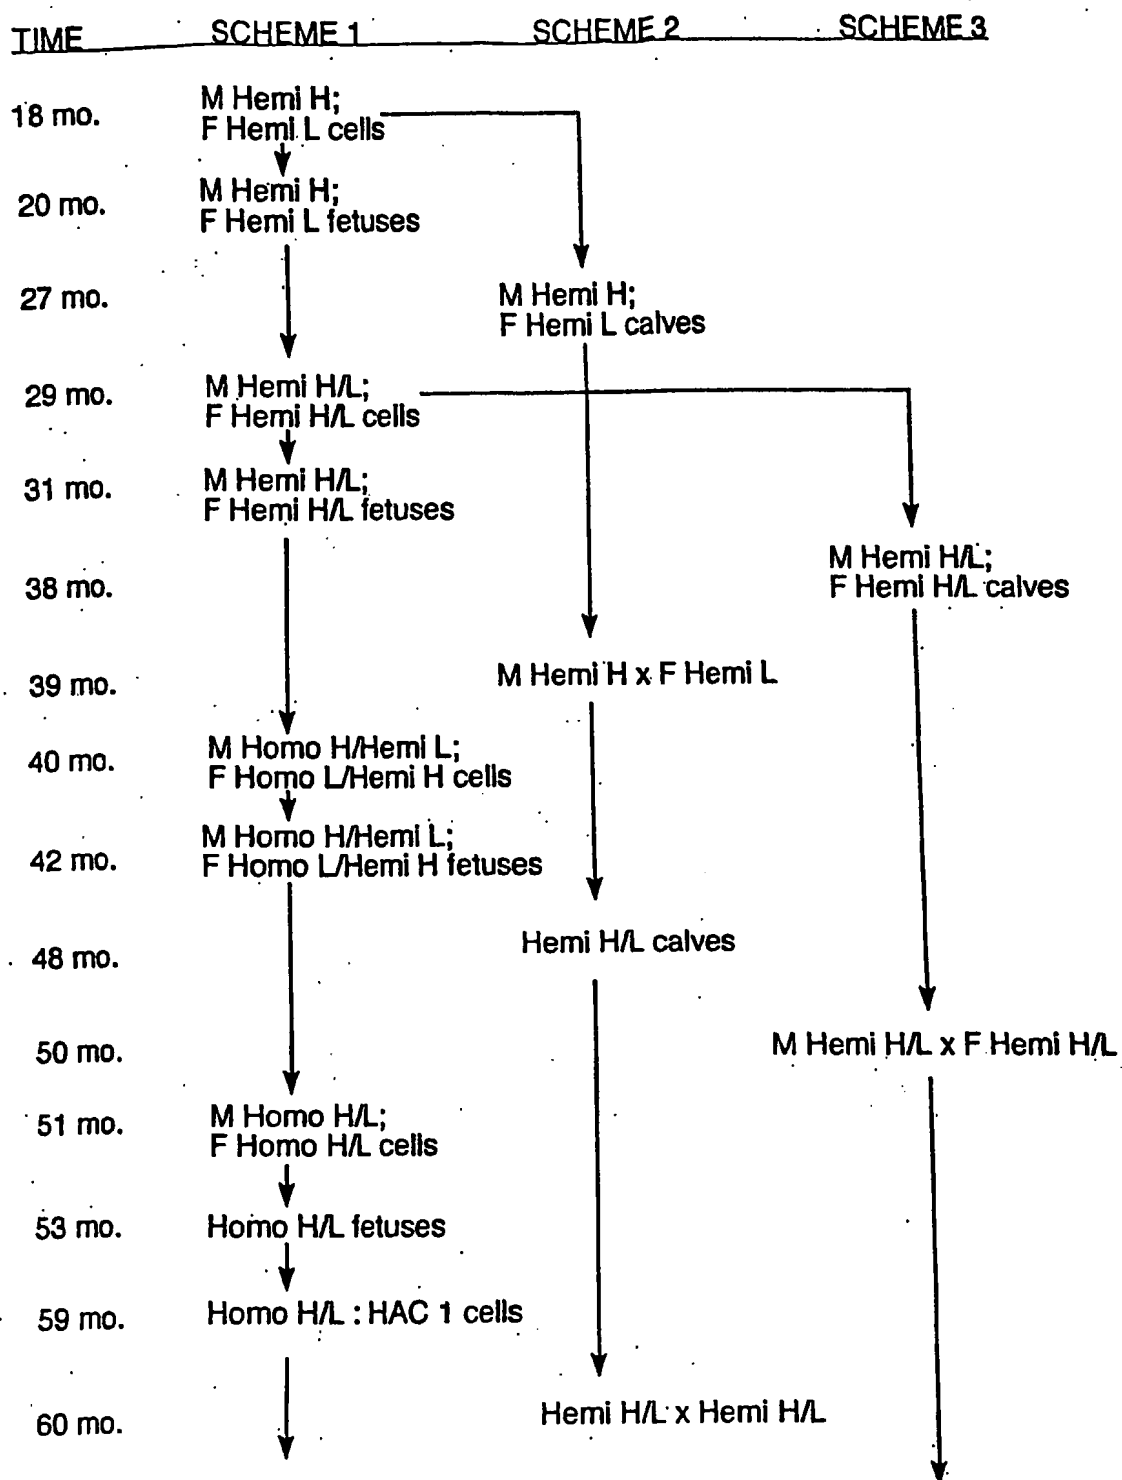 TIME SCHEME 1 SCHEME 2 SCHEME 3
18 mo.
M Hemi H;
F Hemi L cells
20 mo.
M Hemi H;
F Hemi L fetuses
27 mo.
M Hemi H;
F Hemi L calves
29 mo.
M Hemi H/L;
F Hemi H/L cells
31 mo.
M Hemi H/L;
F Hemi H/L fetuses
38 mo.
M Hemi H/L;
F Hemi H/L calves
39 mo.
M Hemi H x F Hemi L
40 mo.
M Homo H/Hemi L;
F Homo L/Hemi H cells
42 mo.
M Homo H/Hemi L;
F Homo L/Hemi H fetuses
48 mo.
Hemi H/L calves
50 mo.
M Hemi H/L x F Hemi H/L
51 mo.
M Homo H/L;
F Homo H/L cells
53 mo.
Homo H/L fetuses
59 mo.
Homo H/L : HAC 1 cells
60 mo.
Hemi H/L x Hemi H/L